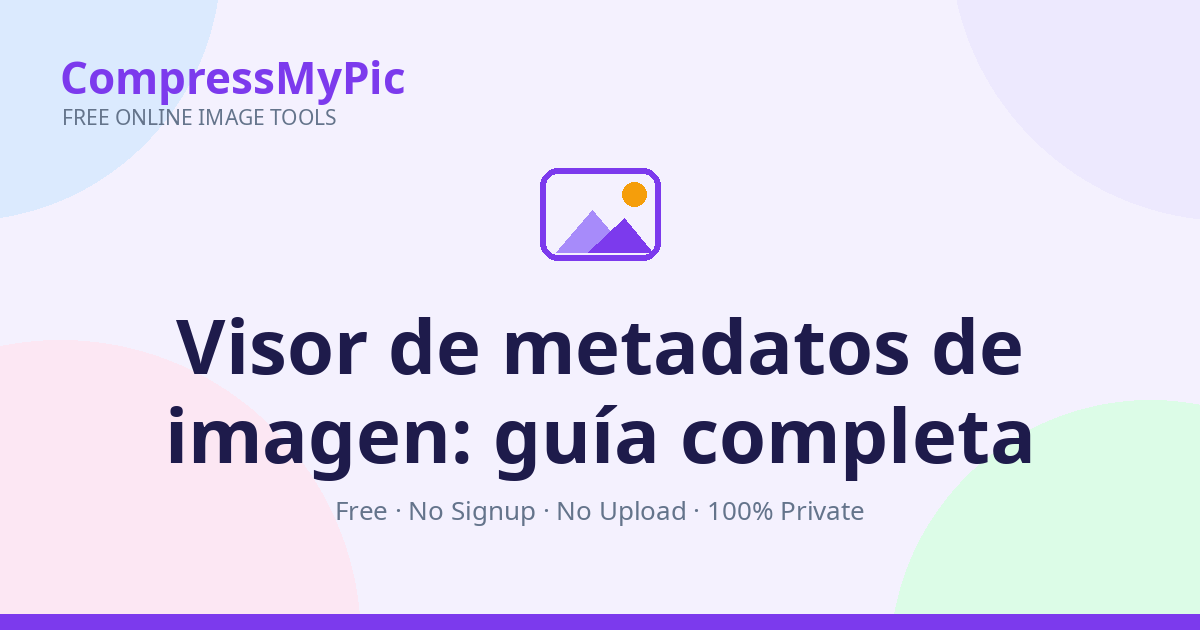 CompressMyPic
FREE ONLINE IMAGE TOOLS
Visor de metadatos de
imagen: guía completa
Free · No Signup · No Upload · 100% Private